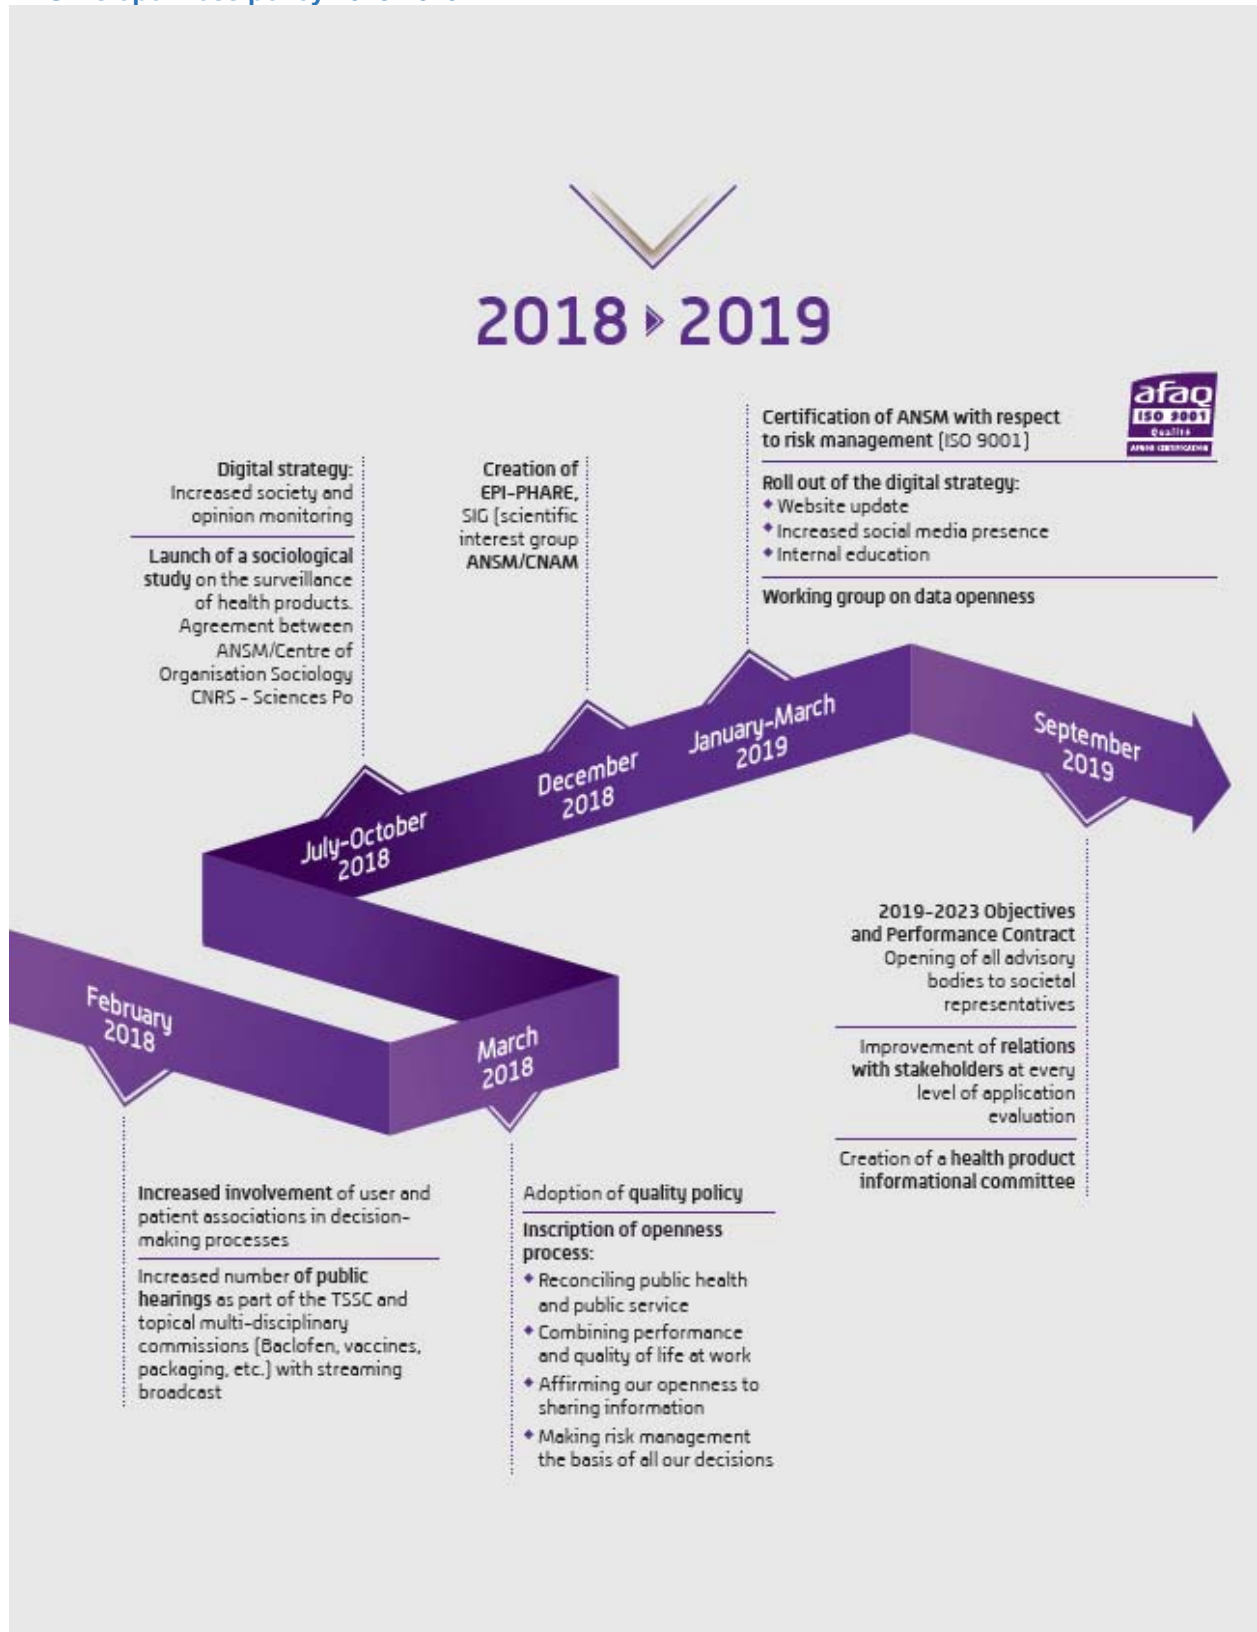 2018 2019
Certification of ANSM with respect
to risk management [ISO 9001]
afaq
ISO 9001
Qualité
AFNOR CERTIFICATION
Roll out of the digital strategy:
Website update
Increased social media presence
Internal education
Working group on data openness
Digital strategy:
Increased society and
opinion monitoring
Launch of a sociological
study on the surveillance
of health products.
Agreement between
ANSM/Centre of
Organisation Sociology
CNRS - Sciences Po
Creation of
EPI-PHARE,
SIG [scientific
interest group
ANSM/CNAM
January-March
2019
September
2019
December
2018
July-October
2018
February
2018
March
2018
2019-2023 Objectives
and Performance Contract
Opening of all advisory
bodies to societal
representatives
Improvement of relations
with stakeholders at every
level of application
evaluation
Creation of a health product
informational committee
Increased involvement of user and
patient associations in decision-
making processes
Increased number of public
hearings as part of the TSSC and
topical multi-disciplinary
commissions [Baclofen, vaccines,
packaging, etc.] with streaming
broadcast
Adoption of quality policy
Inscription of openness
process:
Reconciling public health
and public service
Combining performance
and quality of life at work
Affirming our openness to
sharing information
Making risk management
the basis of all our decisions